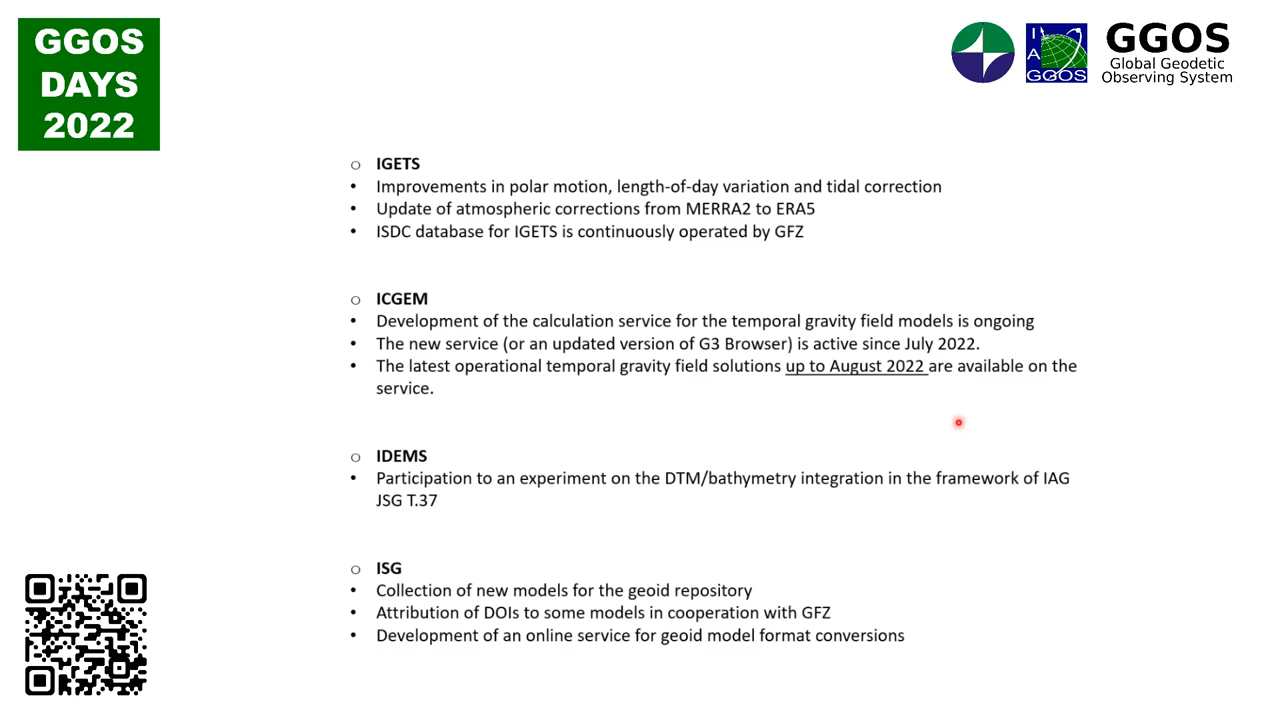 GGOS
DAYS
2022
I
A
GGOS
GGOS
Global Geodetic
Observing System
o IGETS
• Improvements in polar motion, length-of-day variation and tidal correction
• Update of atmospheric corrections from MERRA2 to ERA5
• ISDC database for IGETS is continuously operated by GFZ
o ICGEM
• Development of the calculation service for the temporal gravity field models is ongoing
• The new service (or an updated version of G3 Browser) is active since July 2022.
• The latest operational temporal gravity field solutions up to August 2022 are available on the
service.
o IDEMS
• Participation to an experiment on the DTM/bathymetry integration in the framework of IAG
JSG T.37
o ISG
• Collection of new models for the geoid repository
• Attribution of DOIs to some models in cooperation with GFZ
• Development of an online service for geoid model format conversions